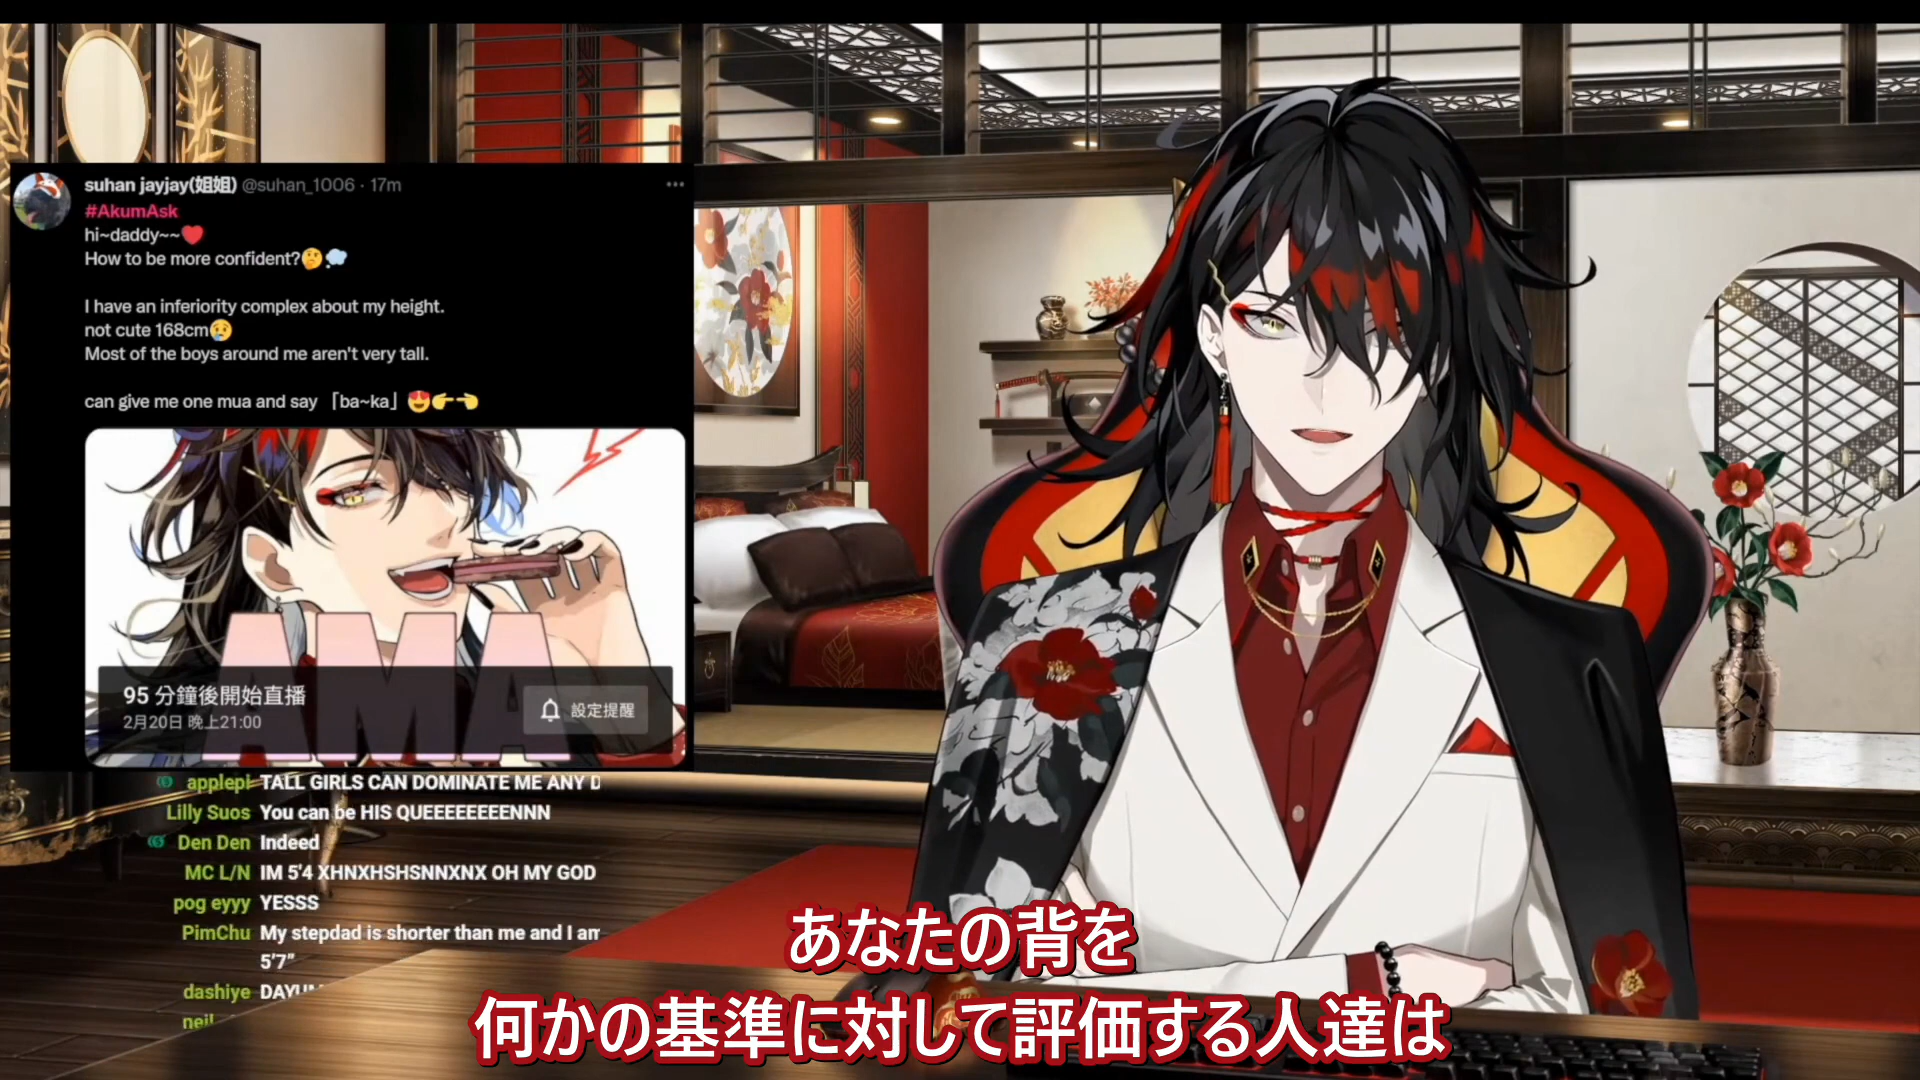 suhan jayjay(姐姐) @suhan_1006 · 17m
#AkumAsk
hi~daddy~~❤️
How to be more confident?🤔💭
I have an inferiority complex about my height.
not cute 168cm😢
Most of the boys around me aren't very tall.
can give me one mua and say 「ba~ka」😍👉👈
AMA
95 分鐘後開始直播
2月20日 晚上21:00
設定提醒
applepi TALL GIRLS CAN DOMINATE ME ANY D
Lilly Suos You can be HIS QUEEEEEEEENNN
Den Den Indeed
MC L/N IM 5'4 XHNXHSHSNNXNX OH MY GOD
pog eyyy YESSS
PimChu My stepdad is shorter than me and I am
5'7”
dashiye DAYUM
neil
あなたの背を
何かの基準に対して評価する人達は